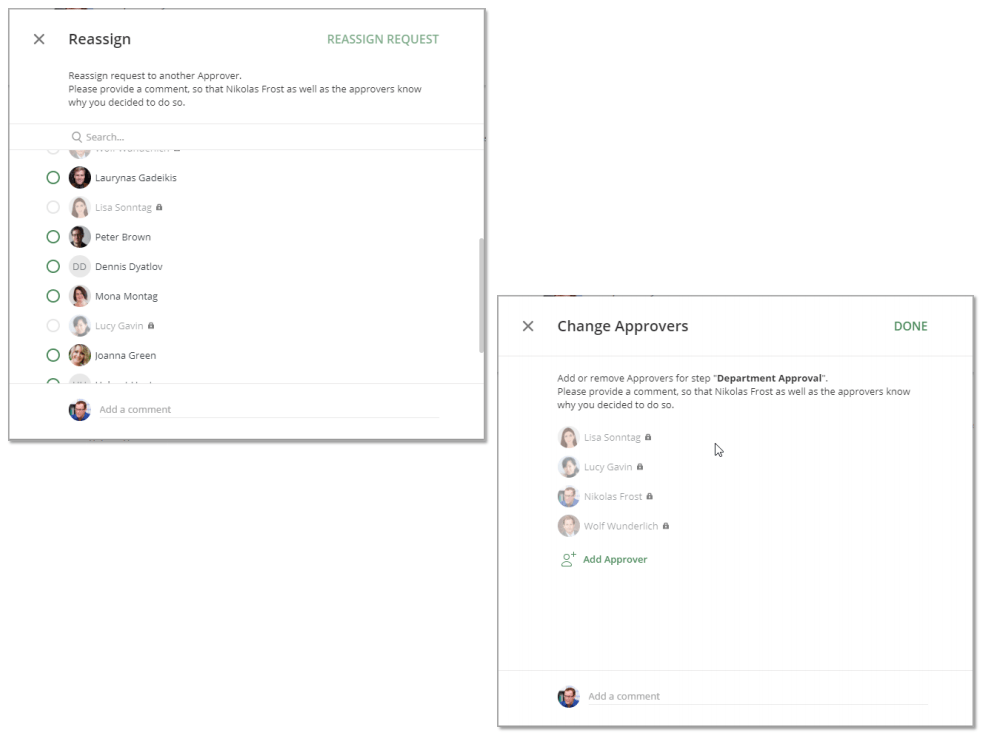 Reassign
REASSIGN REQUEST
Reassign request to another Approver.
Please provide a comment, so that Nikolas Frost as well as the approvers know
why you decided to do so.
Search...
Laurynas Gadeikis
Lisa Sonntag
Peter Brown
DD Dennis Dyatlov
Mona Montag
Lucy Gavin
Joanna Green
Add a comment
Change Approvers
DONE
Add or remove Approvers for step "Department Approval".
Please provide a comment, so that Nikolas Frost as well as the approvers know
why you decided to do so.
Lisa Sonntag
Lucy Gavin
Nikolas Frost
Wolf Wunderlich
Add Approver
Add a comment